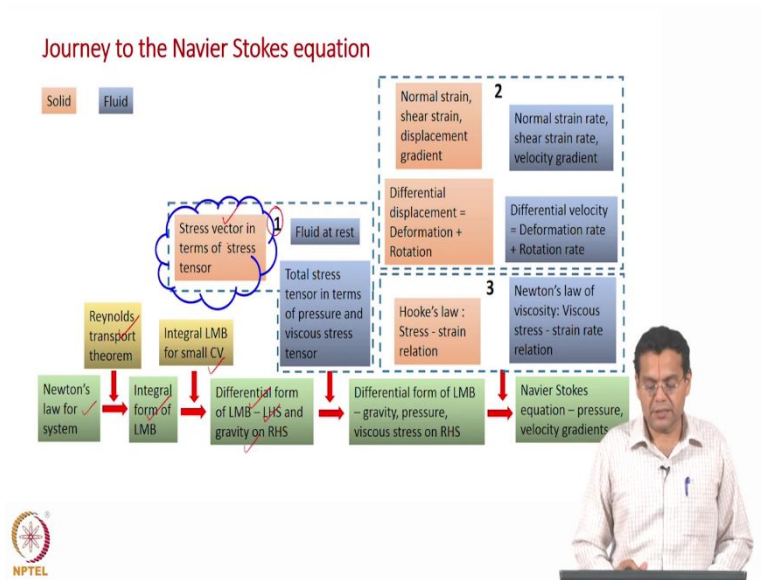 Journey to the Navier Stokes equation
Solid
Fluid
Normal strain,
shear strain,
displacement
gradient
2
Normal strain rate,
shear strain rate,
velocity gradient
Differential
displacement =
Deformation +
Rotation
Differential velocity
= Deformation rate
+ Rotation rate
Stress vector in
terms of stress
tensor
1
Fluid at rest
Total stress
tensor in terms
of pressure and
viscous stress
tensor
Hooke's law :
Stress - strain
relation
3
Newton's law of
viscosity: Viscous
stress - strain rate
relation
Reynolds
transport
theorem
Integral LMB
for small CV
Newton's
law for
system
Integral
form of
LMB
Differential form
of LMB – LHS and
gravity on RHS
Differential form of LMB
– gravity, pressure,
viscous stress on RHS
Navier Stokes
equation – pressure,
velocity gradients
NPTEL